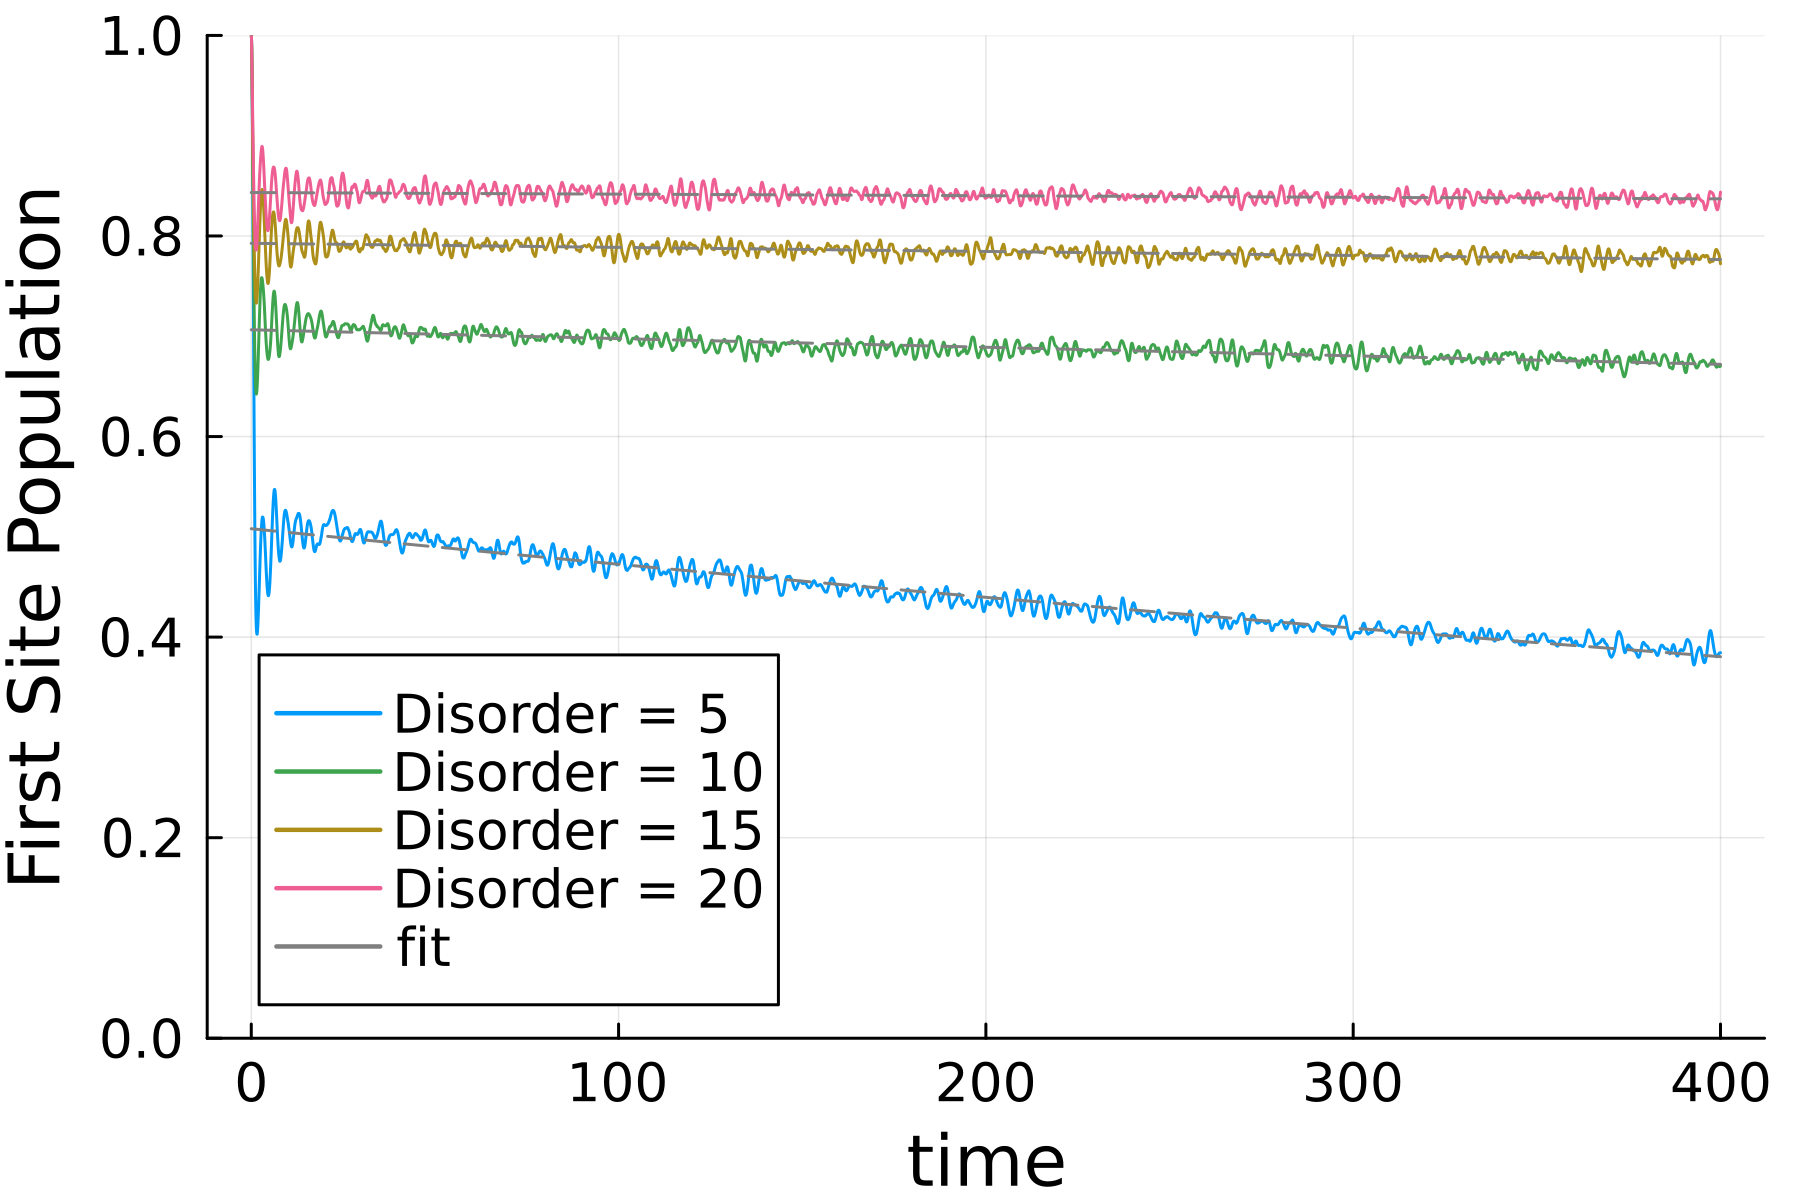 First Site Population
1.0
0.8
0.6
0.4
0.2
0.0
Disorder = 5
Disorder = 10
Disorder = 15
Disorder = 20
fit
0 100 200 300 400
time